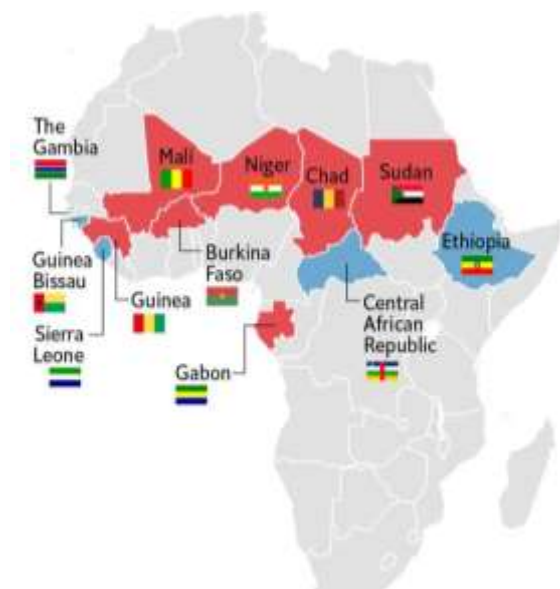 The
Gambia
Mali
Niger
Chad
Sudan
Guinea
Bissau
Burkina
Faso
Ethiopia
Guinea
Sierra
Leone
Central
African
Republic
Gabon